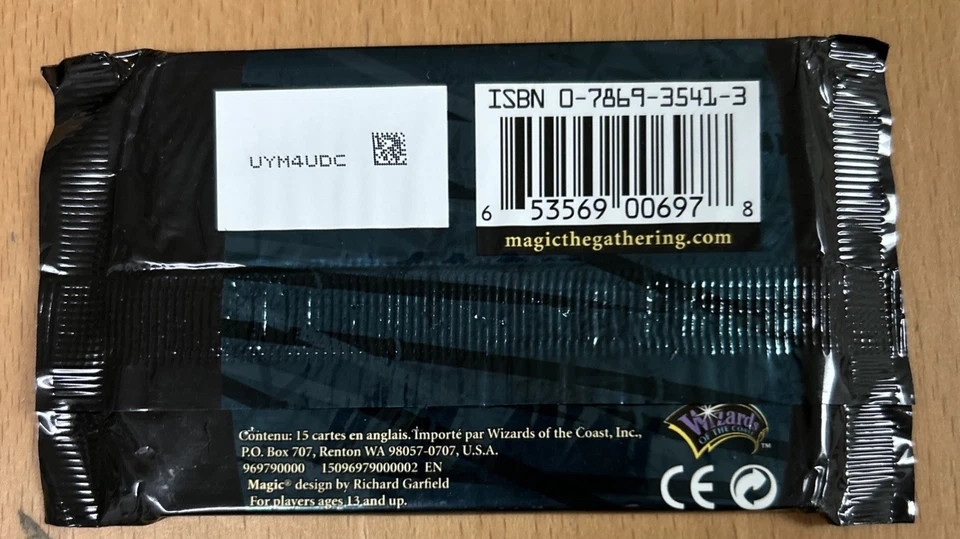 UYM4UDC
ISBN 0-7869-3541-3
6 53569 00697 8
magicthegathering.com
Contenu: 15 cartes en anglais. Importé par Wizards of the Coast, Inc.,
P.O. Box 707, Renton WA 98057-0707, U.S.A.
969790000 15096979000002 EN
Magic® design by Richard Garfield
For players ages 13 and up.
Wizards
OF THE COAST
™
CE